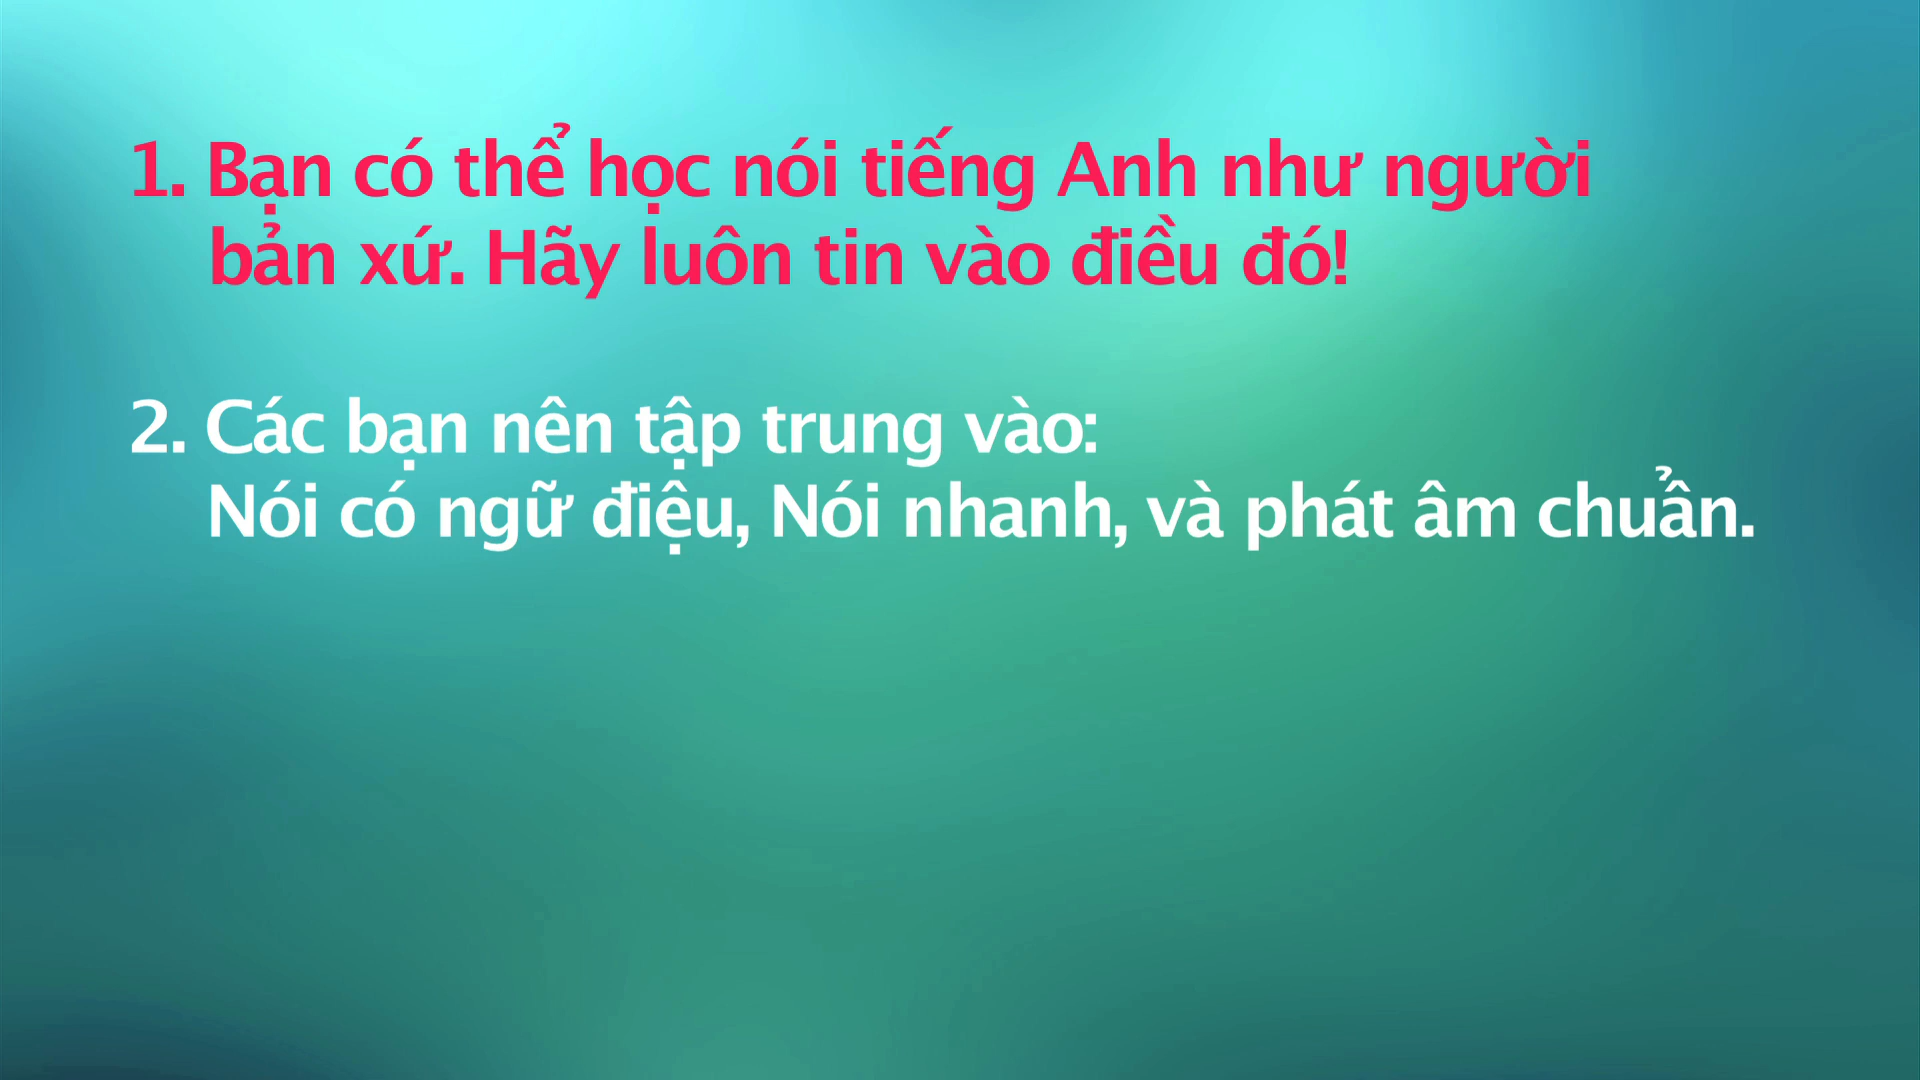 1. Bạn có thể học nói tiếng Anh như người
bản xứ. Hãy luôn tin vào điều đó!
2. Các bạn nên tập trung vào:
Nói có ngữ điệu, Nói nhanh, và phát âm chuẩn.